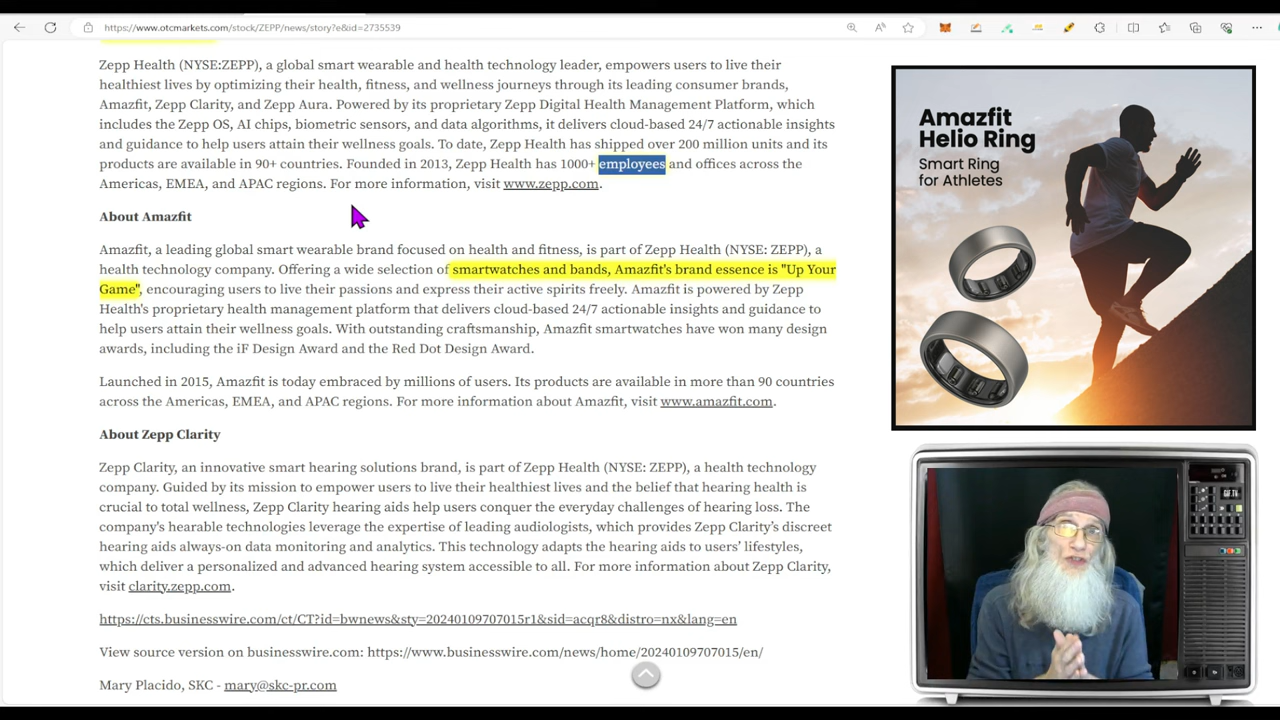 https://www.otcmarkets.com/stock/ZEPP/news/story?e&id=2735539
Zepp Health (NYSE:ZEPP), a global smart wearable and health technology leader, empowers users to live their
healthiest lives by optimizing their health, fitness, and wellness journeys through its leading consumer brands,
Amazfit, Zepp Clarity, and Zepp Aura. Powered by its proprietary Zepp Digital Health Management Platform, which
includes the Zepp OS, AI chips, biometric sensors, and data algorithms, it delivers cloud-based 24/7 actionable insights
and guidance to help users attain their wellness goals. To date, Zepp Health has shipped over 200 million units and its
products are available in 90+ countries. Founded in 2013, Zepp Health has 1000+ employees and offices across the
Americas, EMEA, and APAC regions. For more information, visit www.zepp.com.
About Amazfit
Amazfit, a leading global smart wearable brand focused on health and fitness, is part of Zepp Health (NYSE: ZEPP), a
health technology company. Offering a wide selection of smartwatches and bands, Amazfit's brand essence is "Up Your
Game", encouraging users to live their passions and express their active spirits freely. Amazfit is powered by Zepp
Health's proprietary health management platform that delivers cloud-based 24/7 actionable insights and guidance to
help users attain their wellness goals. With outstanding craftsmanship, Amazfit smartwatches have won many design
awards, including the iF Design Award and the Red Dot Design Award.
Launched in 2015, Amazfit is today embraced by millions of users. Its products are available in more than 90 countries
across the Americas, EMEA, and APAC regions. For more information about Amazfit, visit www.amazfit.com.
About Zepp Clarity
Zepp Clarity, an innovative smart hearing solutions brand, is part of Zepp Health (NYSE: ZEPP), a health technology
company. Guided by its mission to empower users to live their healthiest lives and the belief that hearing health is
crucial to total wellness, Zepp Clarity hearing aids help users conquer the everyday challenges of hearing loss. The
company's hearable technologies leverage the expertise of leading audiologists, which provides Zepp Clarity's discreet
hearing aids always-on data monitoring and analytics. This technology adapts the hearing aids to users' lifestyles,
which deliver a personalized and advanced hearing system accessible to all. For more information about Zepp Clarity,
visit clarity.zepp.com.
https://cts.businesswire.com/ct/CT?id=bwnews&sty=20240109707015r1&sid=acqr8&distro=nx&lang=en
View source version on businesswire.com: https://www.businesswire.com/news/home/20240109707015/en/
Mary Placido, SKC - mary@skc-pr.com
Amazfit
Helio Ring
Smart Ring
for Athletes
GIF.TV